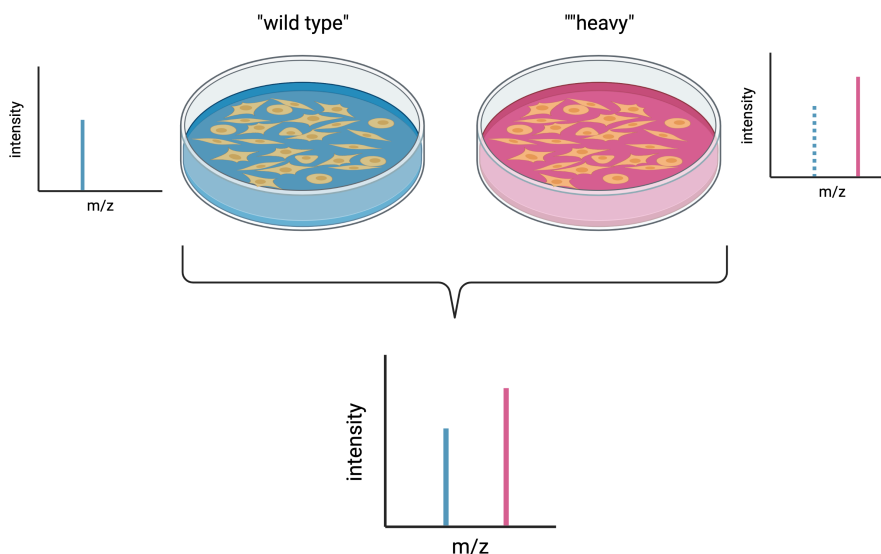 "wild type"
""heavy"
intensity
m/z
intensity
m/z
intensity
m/z